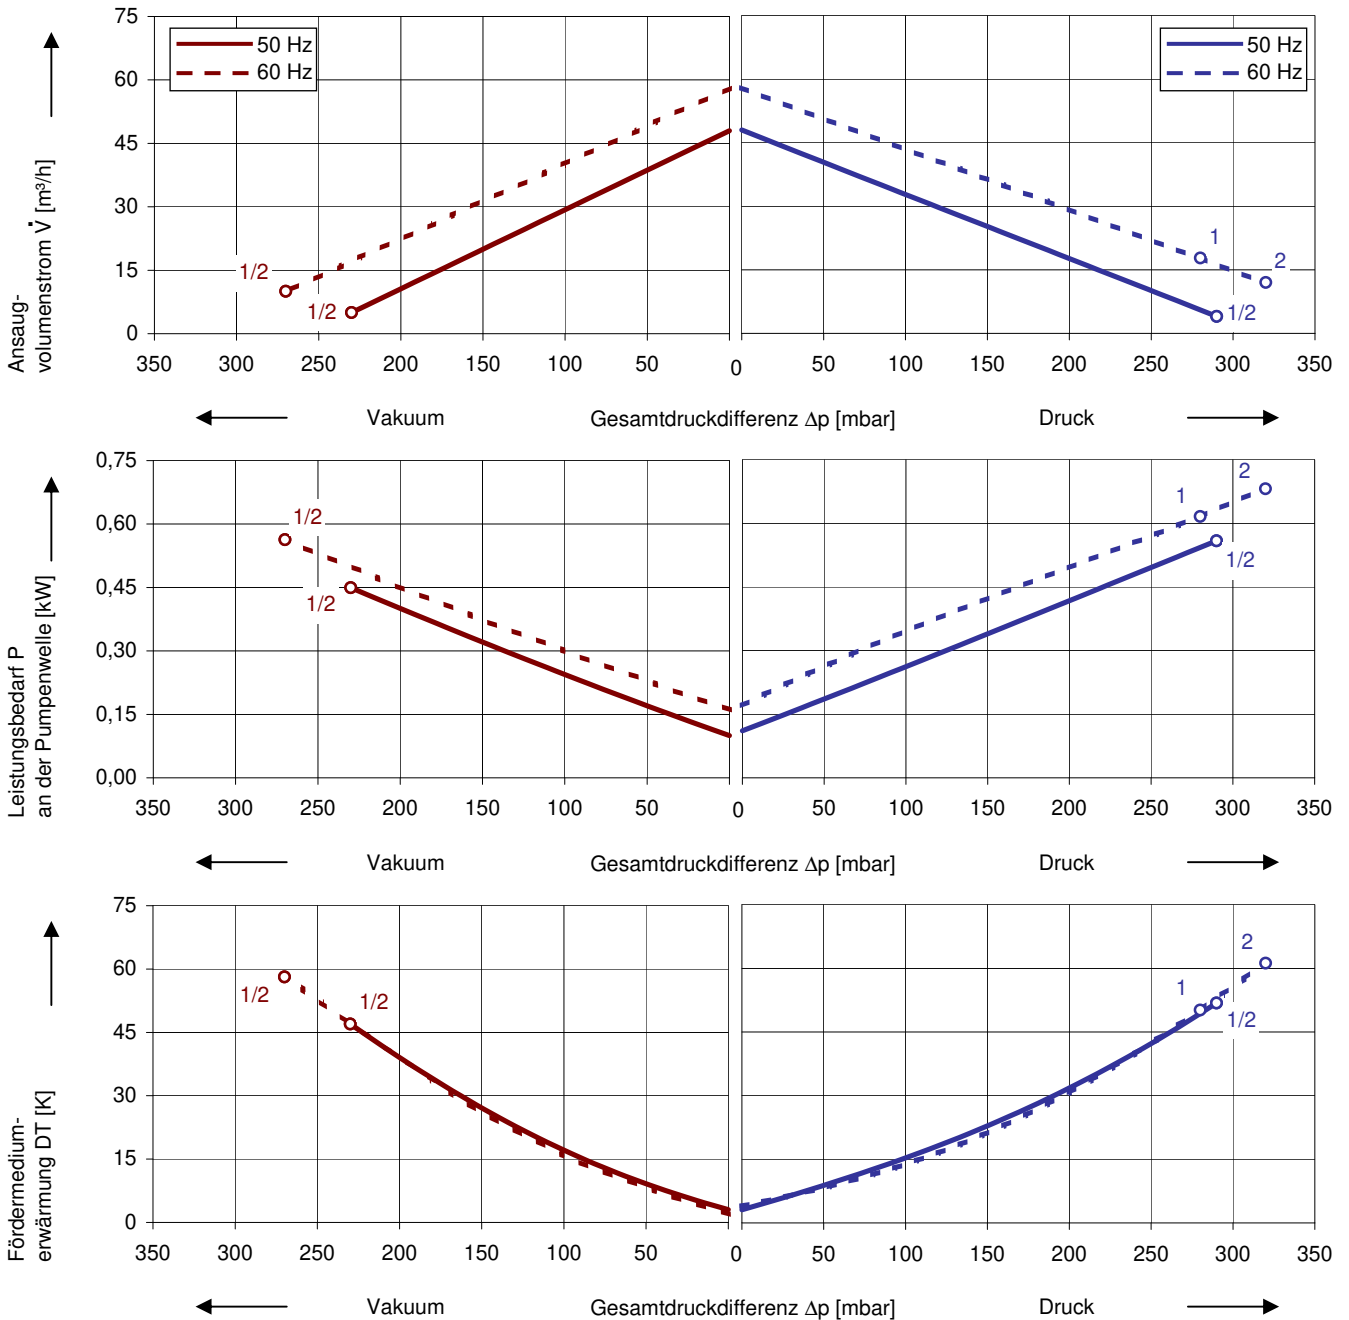 75
60
45
30
15
0
50 Hz
60 Hz
50 Hz
60 Hz
1/2
1/2
1
2
1/2
Ansaug-
volumenstrom V̇ [m³/h]
350 300 250 200 150 100 50 0 50 100 150 200 250 300 350
Vakuum Gesamtdruckdifferenz Δp [mbar] Druck
0,75
0,60
0,45
0,30
0,15
0,00
1/2
1/2
1
2
1/2
Leistungsbedarf P
an der Pumpenwelle [kW]
350 300 250 200 150 100 50 0 50 100 150 200 250 300 350
Vakuum Gesamtdruckdifferenz Δp [mbar] Druck
75
60
45
30
15
0
1/2
1/2
1
2
1/2
Fördermedium-
erwärmung DT [K]
350 300 250 200 150 100 50 0 50 100 150 200 250 300 350
Vakuum Gesamtdruckdifferenz Δp [mbar] Druck